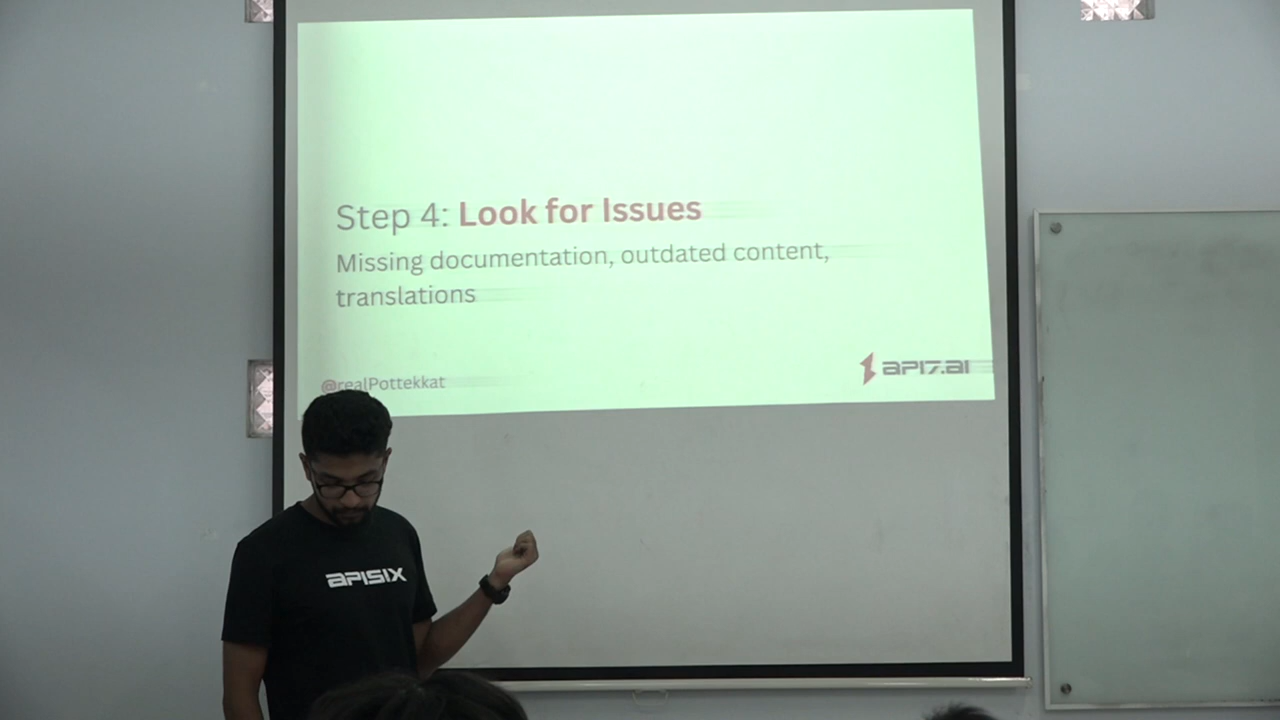 Step 4: Look for Issues
Missing documentation, outdated content,
translations
@realPottekkat
API7.AI
APISIX